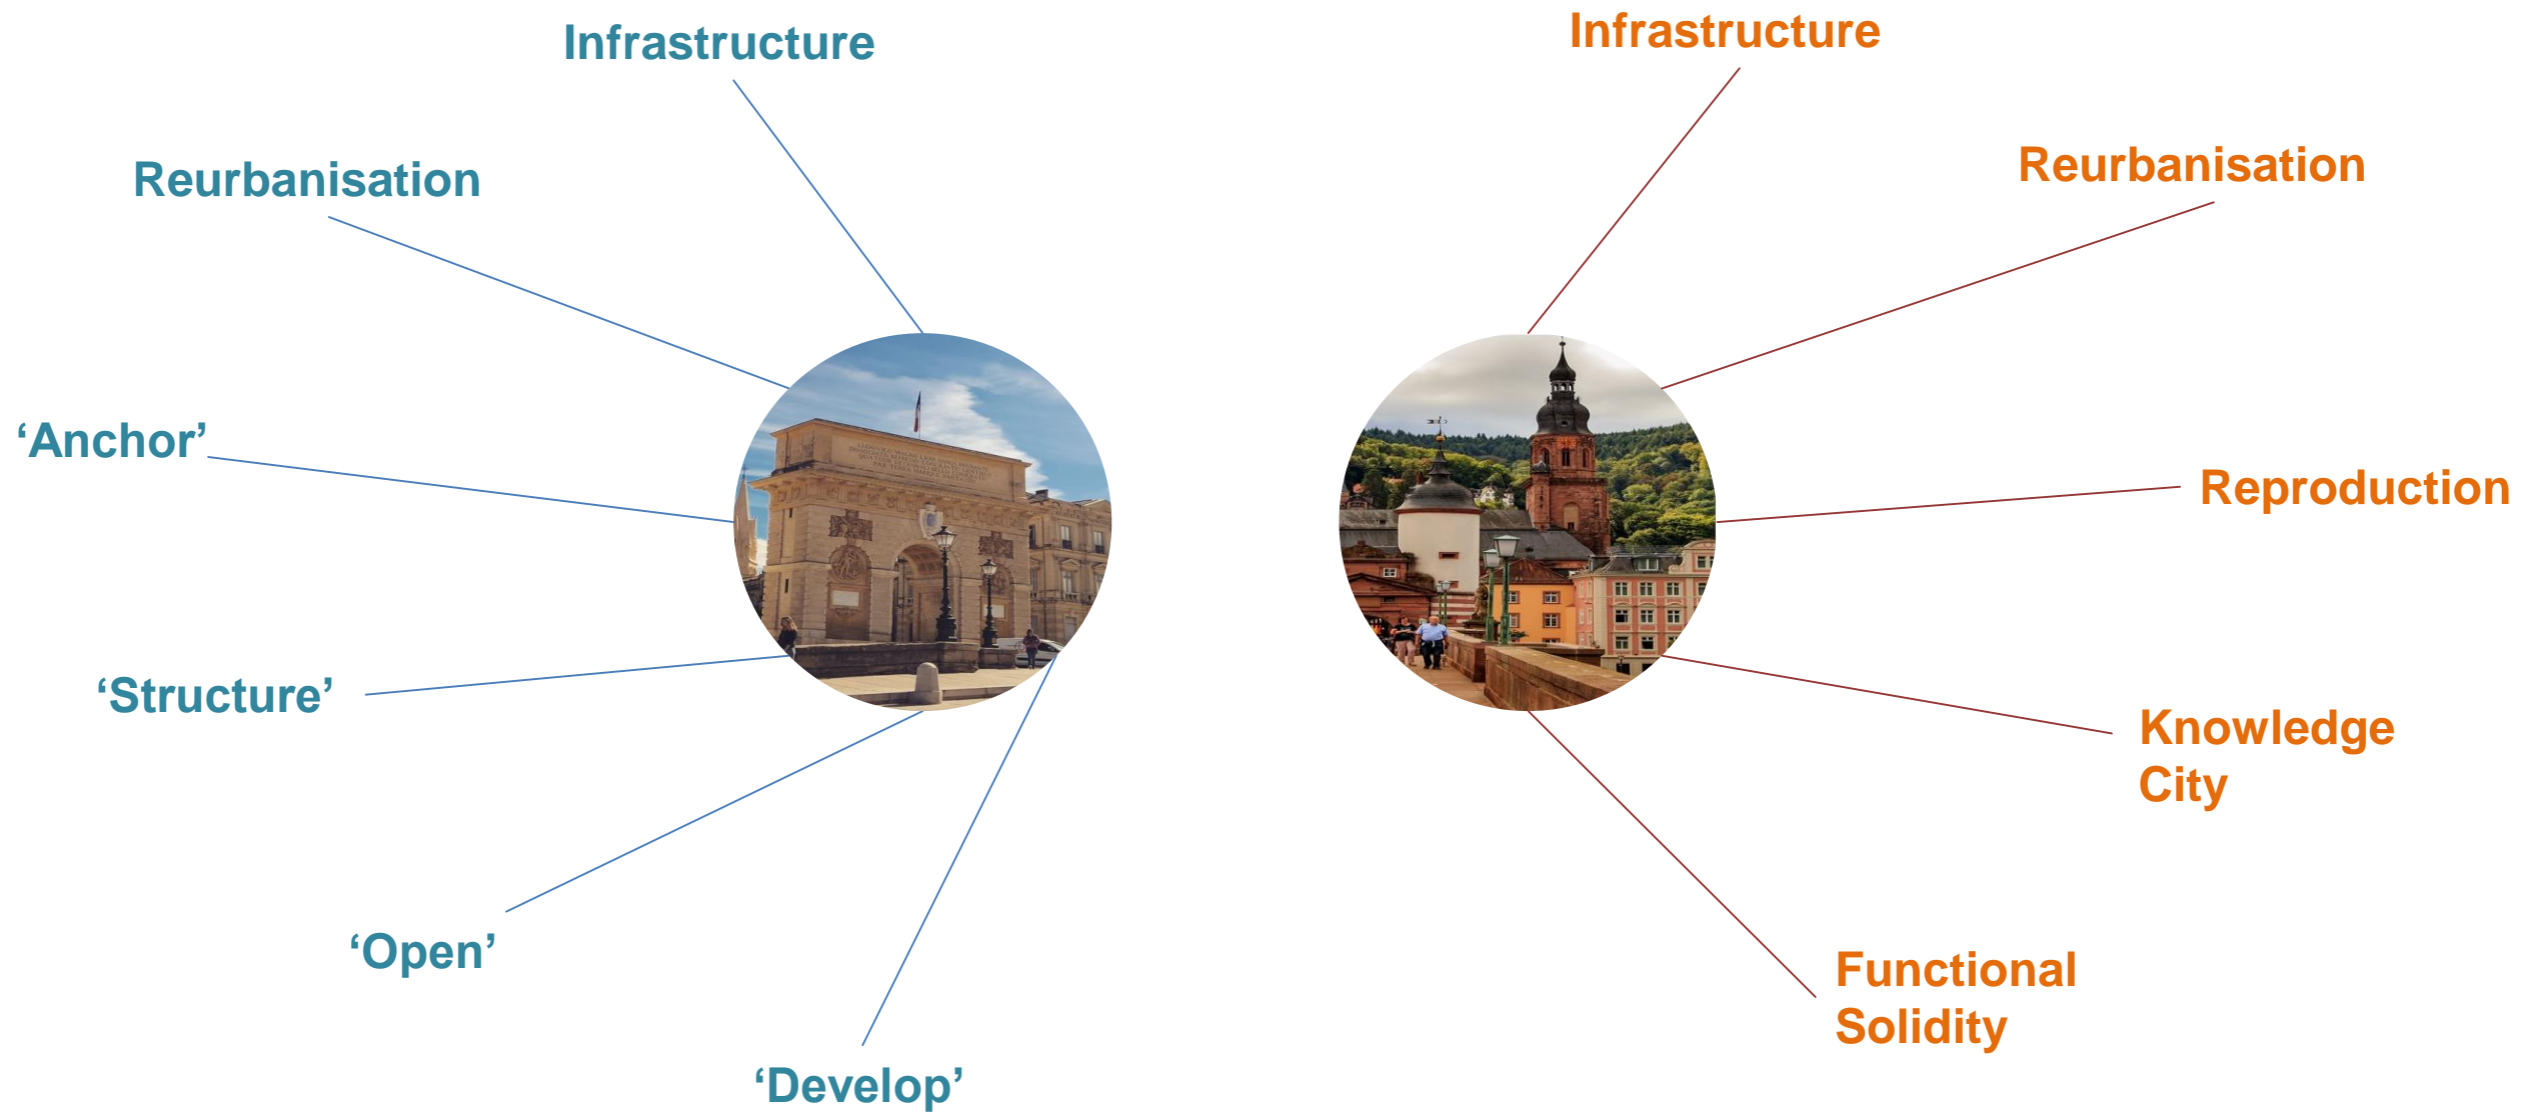 Infrastructure
Reurbanisation
‘Anchor’
‘Structure’
‘Open’
‘Develop’
Infrastructure
Reurbanisation
Reproduction
Knowledge
City
Functional
Solidity